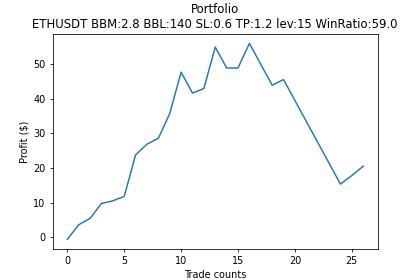 Portfolio
ETHUSDT BBM:2.8 BBL:140 SL:0.6 TP:1.2 lev:15 WinRatio:59.0
50
40
30
20
10
0
Profit ($)
0 5 10 15 20 25
Trade counts